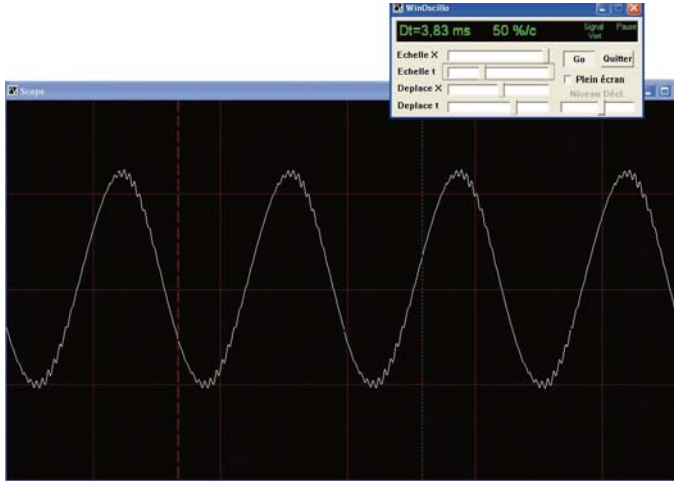 WinOscillo
Dt=3,83 ms 50 %/c Signal Vert. Pause
Echelle X
Go Quitter
Echelle t
Plein écran
Deplace X
Niveau Décl.
Deplace t
Scope